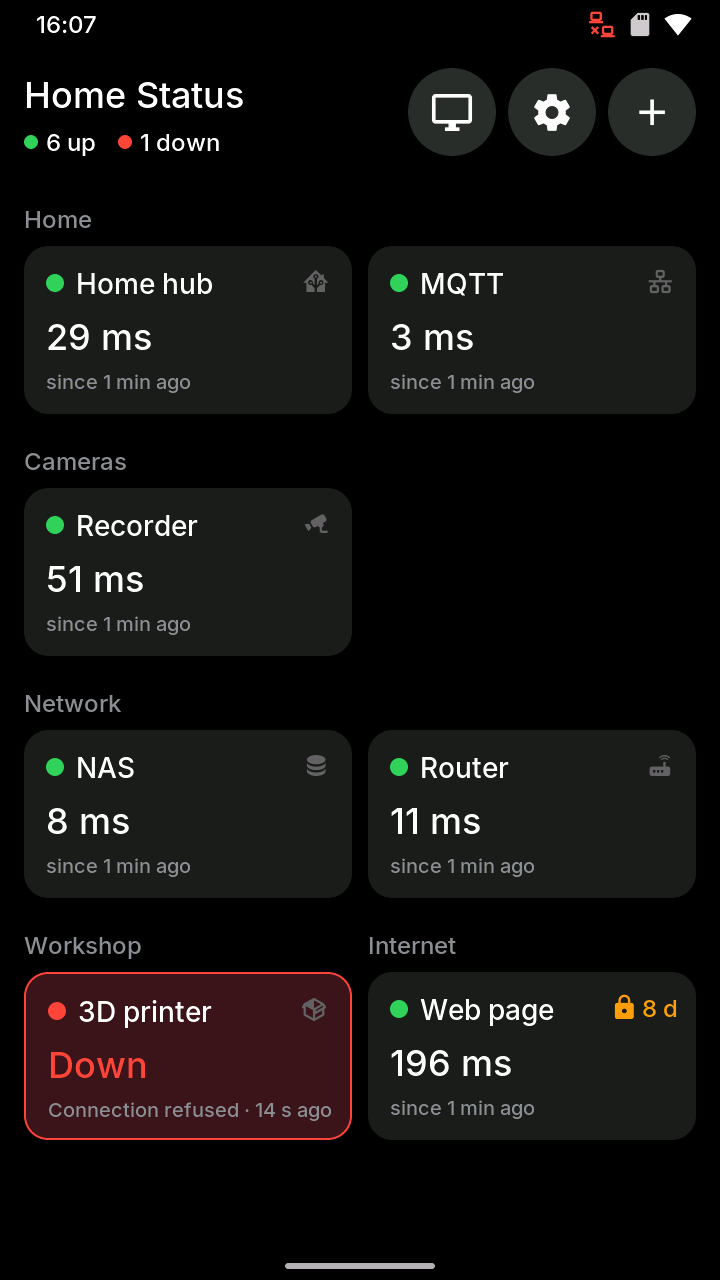 16:07
Home Status
6 up 1 down
Home
Home hub
29 ms
since 1 min ago
MQTT
3 ms
since 1 min ago
Cameras
Recorder
51 ms
since 1 min ago
Network
NAS
8 ms
since 1 min ago
Router
11 ms
since 1 min ago
Workshop
3D printer
Down
Connection refused · 14 s ago
Internet
Web page 8 d
196 ms
since 1 min ago